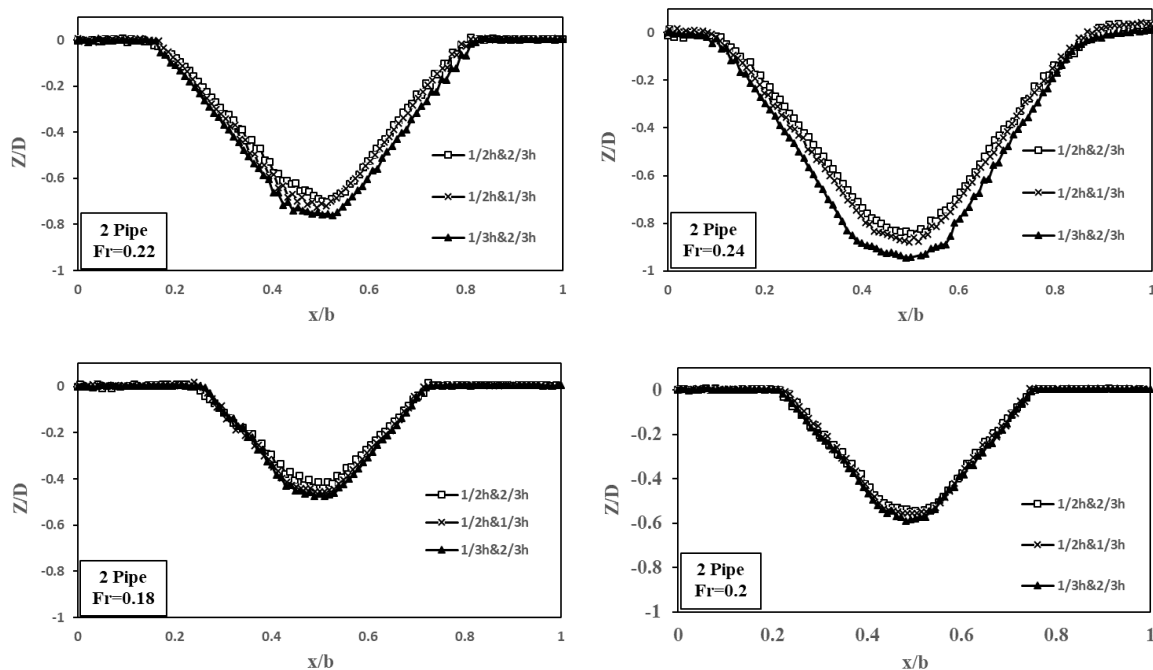 0
-0.2
-0.4
-0.6
-0.8
-1
Z/D
0 0.2 0.4 0.6 0.8 1
x/b
1/2h&2/3h
1/2h&1/3h
1/3h&2/3h
2 Pipe
Fr=0.22
0
-0.2
-0.4
-0.6
-0.8
-1
Z/D
0 0.2 0.4 0.6 0.8 1
x/b
1/2h&2/3h
1/2h&1/3h
1/3h&2/3h
2 Pipe
Fr=0.24
0
-0.2
-0.4
-0.6
-0.8
-1
Z/D
0 0.2 0.4 0.6 0.8 1
x/b
1/2h&2/3h
1/2h&1/3h
1/3h&2/3h
2 Pipe
Fr=0.18
0
-0.2
-0.4
-0.6
-0.8
-1
Z/D
0 0.2 0.4 0.6 0.8 1
x/b
1/2h&2/3h
1/2h&1/3h
1/3h&2/3h
2 Pipe
Fr=0.2